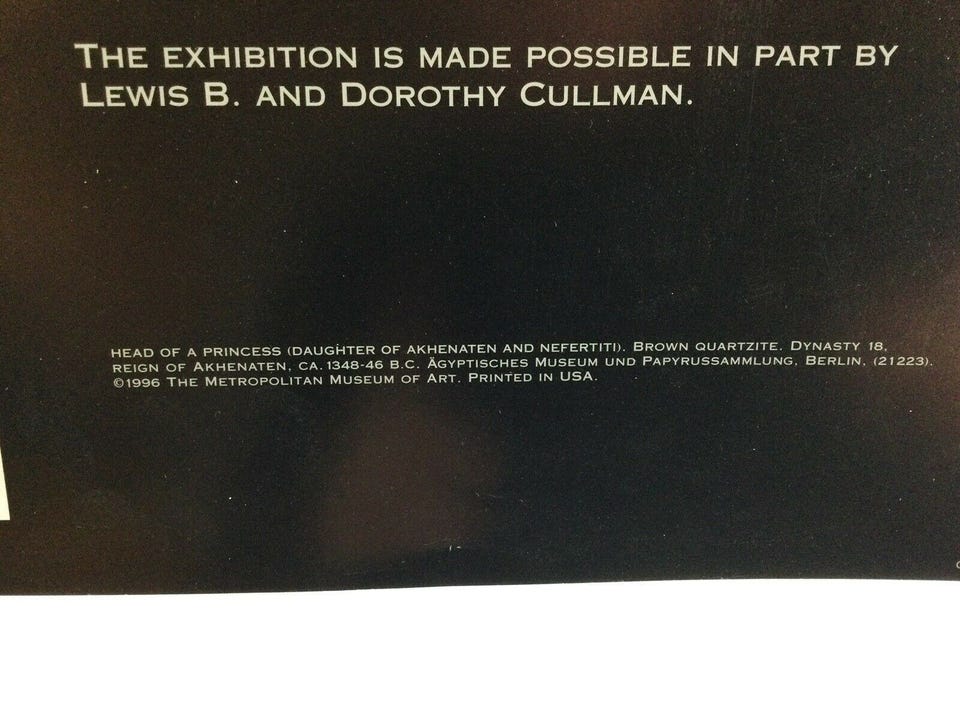 THE EXHIBITION IS MADE POSSIBLE IN PART BY
LEWIS B. AND DOROTHY CULLMAN.
HEAD OF A PRINCESS (DAUGHTER OF AKHENATEN AND NEFERTITI). BROWN QUARTZITE. DYNASTY 18,
REIGN OF AKHENATEN, CA. 1348-46 B.C. ÄGYPTISCHES MUSEUM UND PAPYRUSSAMMLUNG, BERLIN, (21223).
©1996 THE METROPOLITAN MUSEUM OF ART. PRINTED IN USA.